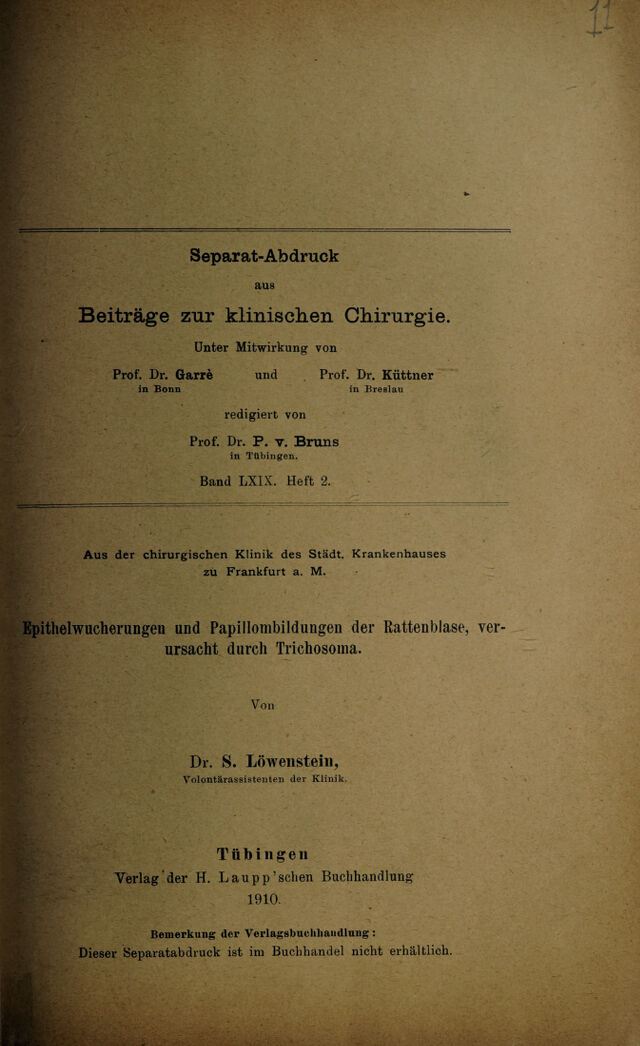 11
Separat-Abdruck
aus
Beiträge zur klinischen Chirurgie.
Unter Mitwirkung von
Prof. Dr. Garrè und Prof. Dr. Küttner
in Bonn in Breslau
redigiert von
Prof. Dr. P. v. Bruns
in Tübingen.
Band LXIX. Heft 2.
Aus der chirurgischen Klinik des Städt. Krankenhauses
zu Frankfurt a. M.
Epithelwucherungen und Papillombildungen der Rattenblase, ver-
ursacht durch Trichosoma.
Von
Dr. S. Löwenstein,
Volontärassistenten der Klinik.
Tübingen
Verlag der H. Laupp'schen Buchhandlung
1910.
Bemerkung der Verlagsbuchhandlung:
Dieser Separatabdruck ist im Buchhandel nicht erhältlich.